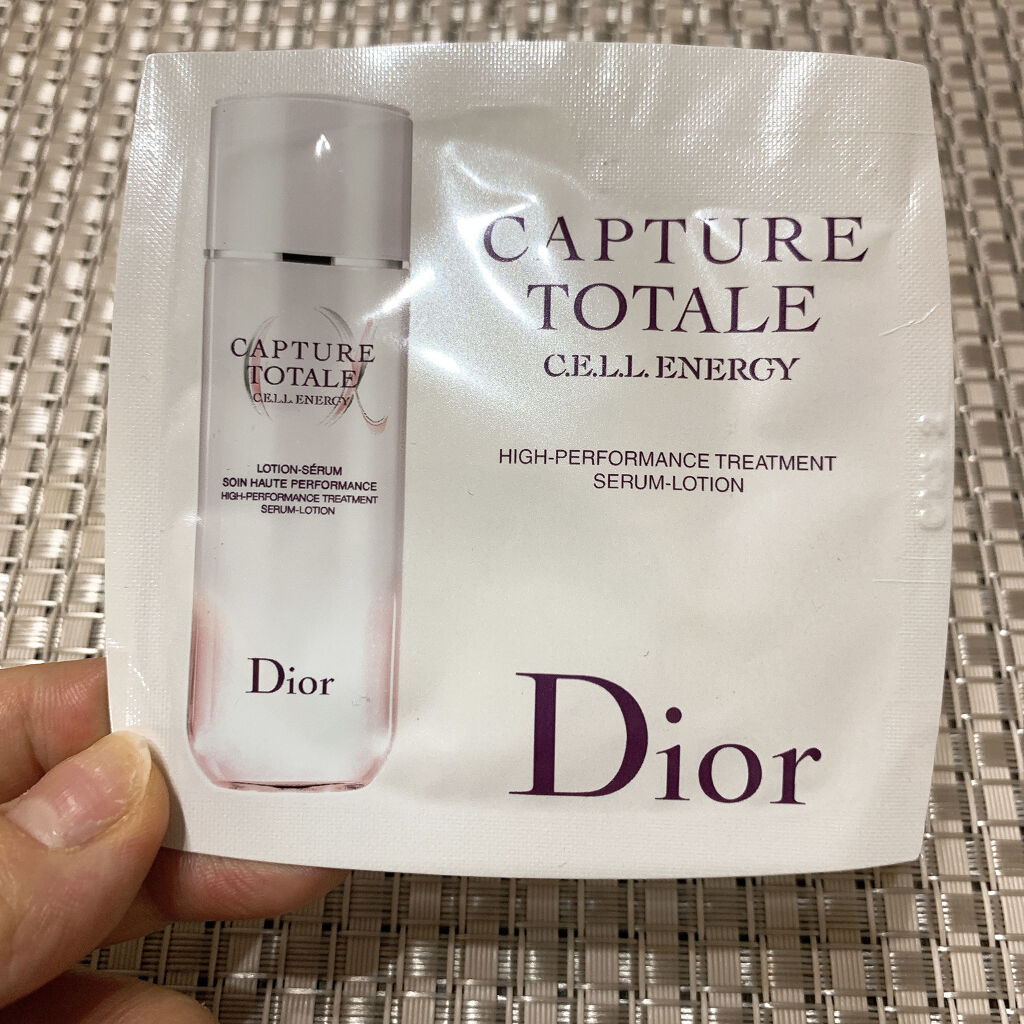 CAPTURE
TOTALE
C.E.L.L. ENERGY
LOTION-SÉRUM
SOIN HAUTE PERFORMANCE
HIGH-PERFORMANCE TREATMENT
SERUM-LOTION
Dior
CAPTURE
TOTALE
C.E.L.L. ENERGY
HIGH-PERFORMANCE TREATMENT
SERUM-LOTION
Dior